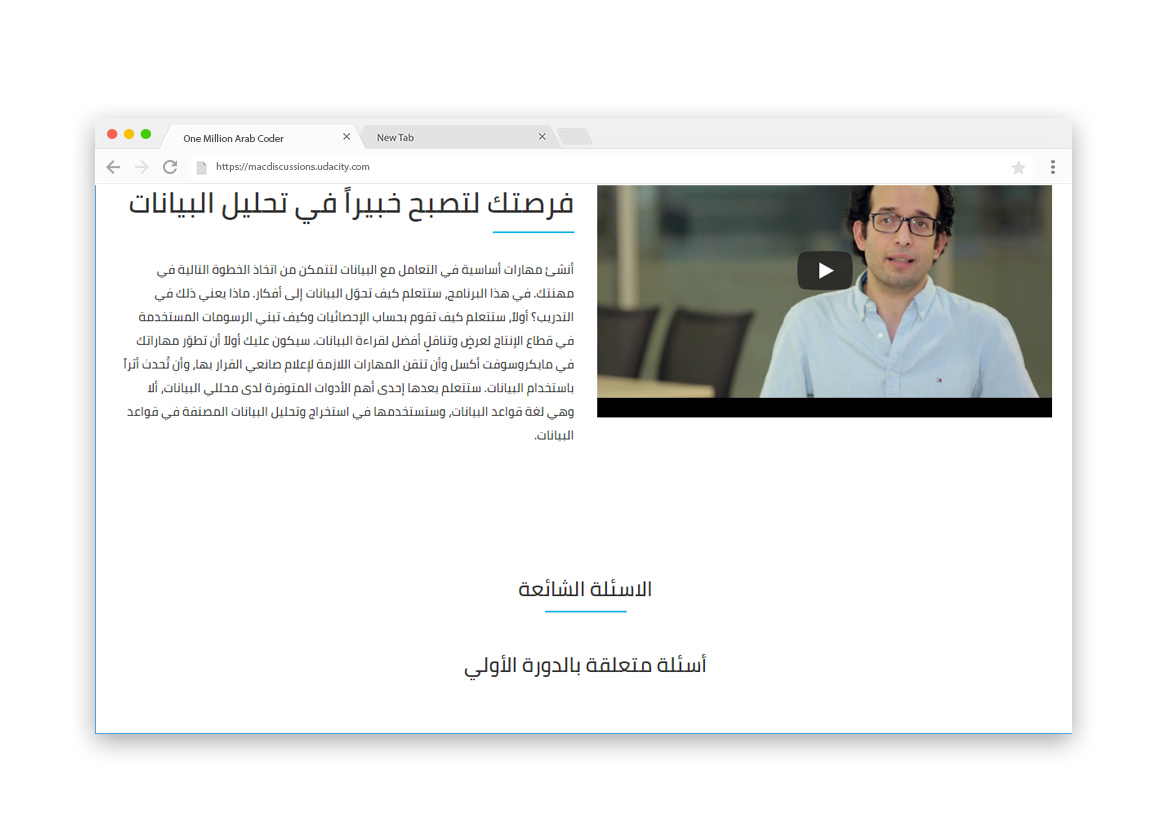 One Million Arab Coder
New Tab
https://macdiscussions.udacity.com
فرصتك لتصبح خبيراً في تحليل البيانات
أنشئ مهارات أساسية في التعامل مع البيانات لتتمكن من اتخاذ الخطوة التالية في
مهنتك. في هذا البرنامج، ستتعلم كيف تحوّل البيانات إلى أفكار. ماذا يعني ذلك في
التدريب؟ أولاً، ستتعلم كيف تقوم بحساب الإحصائيات وكيف تبني الرسومات المستخدمة
في قطاع الإنتاج لعرضٍ وتناقلٍ أفضل لقراءة البيانات. سيكون عليك أولاً أن تطوّر مهاراتك
في مايكروسوفت أكسل وأن تتقن المهارات اللازمة لإعلام صانعي القرار بها، وأن تُحدث أثراً
باستخدام البيانات. ستتعلم بعدها إحدى أهم الأدوات المتوفرة لدى محللي البيانات، ألا
وهي لغة قواعد البيانات، وستستخدمها في استخراج وتحليل البيانات المصنفة في قواعد
البيانات.
الاسئلة الشائعة
أسئلة متعلقة بالدورة الأولي